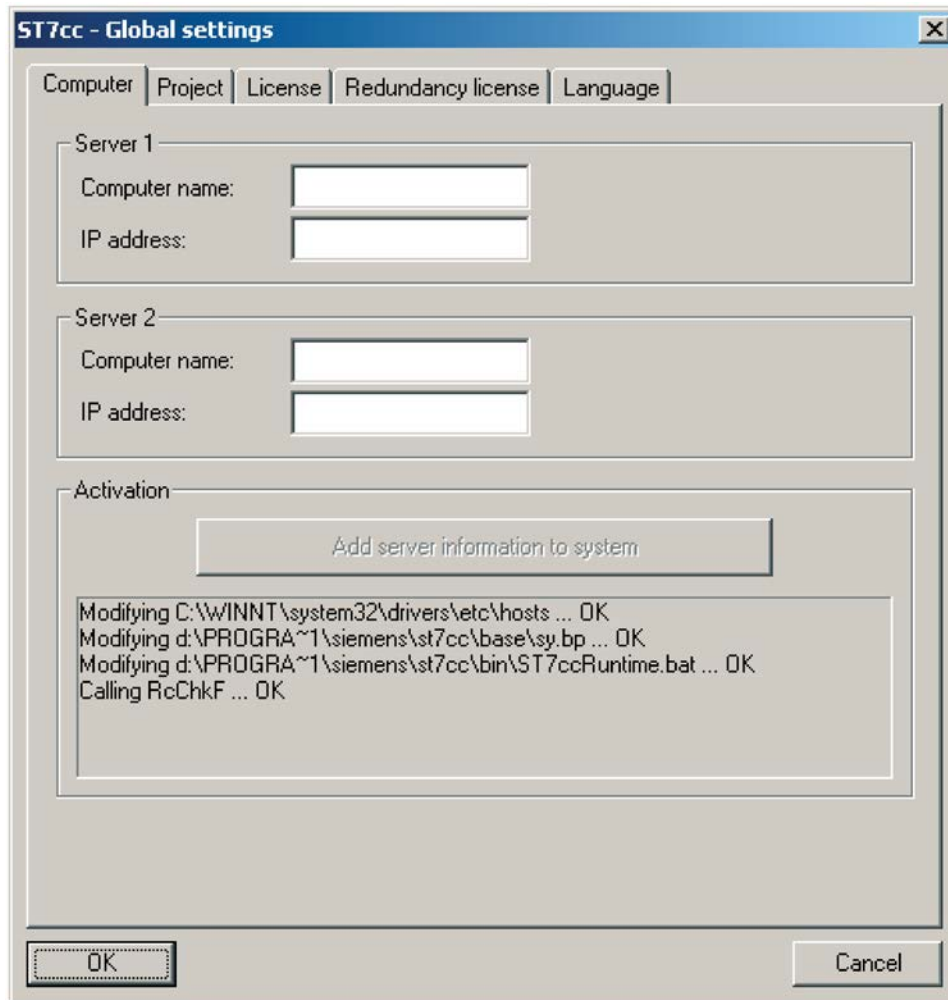 ST7cc - Global settings
Computer Project License Redundancy license Language
Server 1
Computer name:
IP address:
Server 2
Computer name:
IP address:
Activation
Add server information to system
Modifying C:\WINNT\system32\drivers\etc\hosts ... OK
Modifying d:\PROGRA~1\siemens\st7cc\base\sy.bp ... OK
Modifying d:\PROGRA~1\siemens\st7cc\bin\ST7ccRuntime.bat ... OK
Calling RcChkF ... OK
OK Cancel